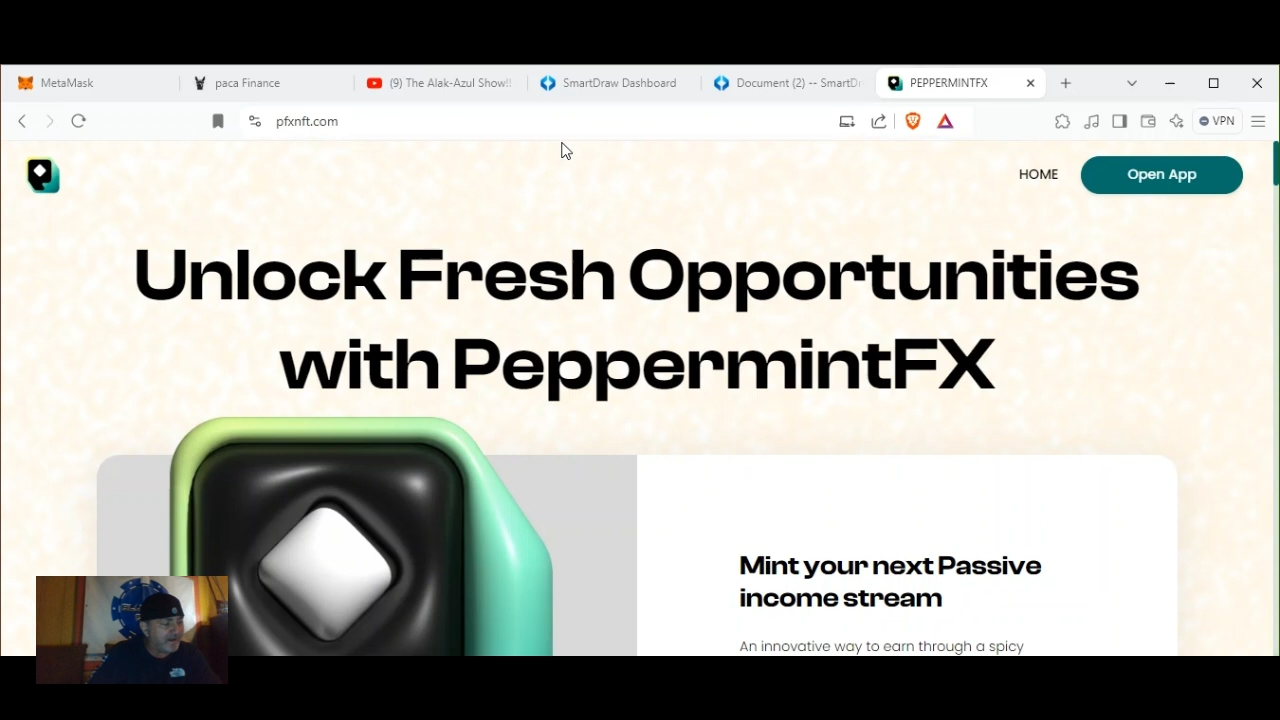 MetaMask
paca Finance
(9) The Alak-Azul Show!!
SmartDraw Dashboard
Document (2) -- SmartDr
PEPPERMINTFX
pfxnft.com
VPN
HOME
Open App
Unlock Fresh Opportunities
with PeppermintFX
Mint your next Passive
income stream
An innovative way to earn through a spicy